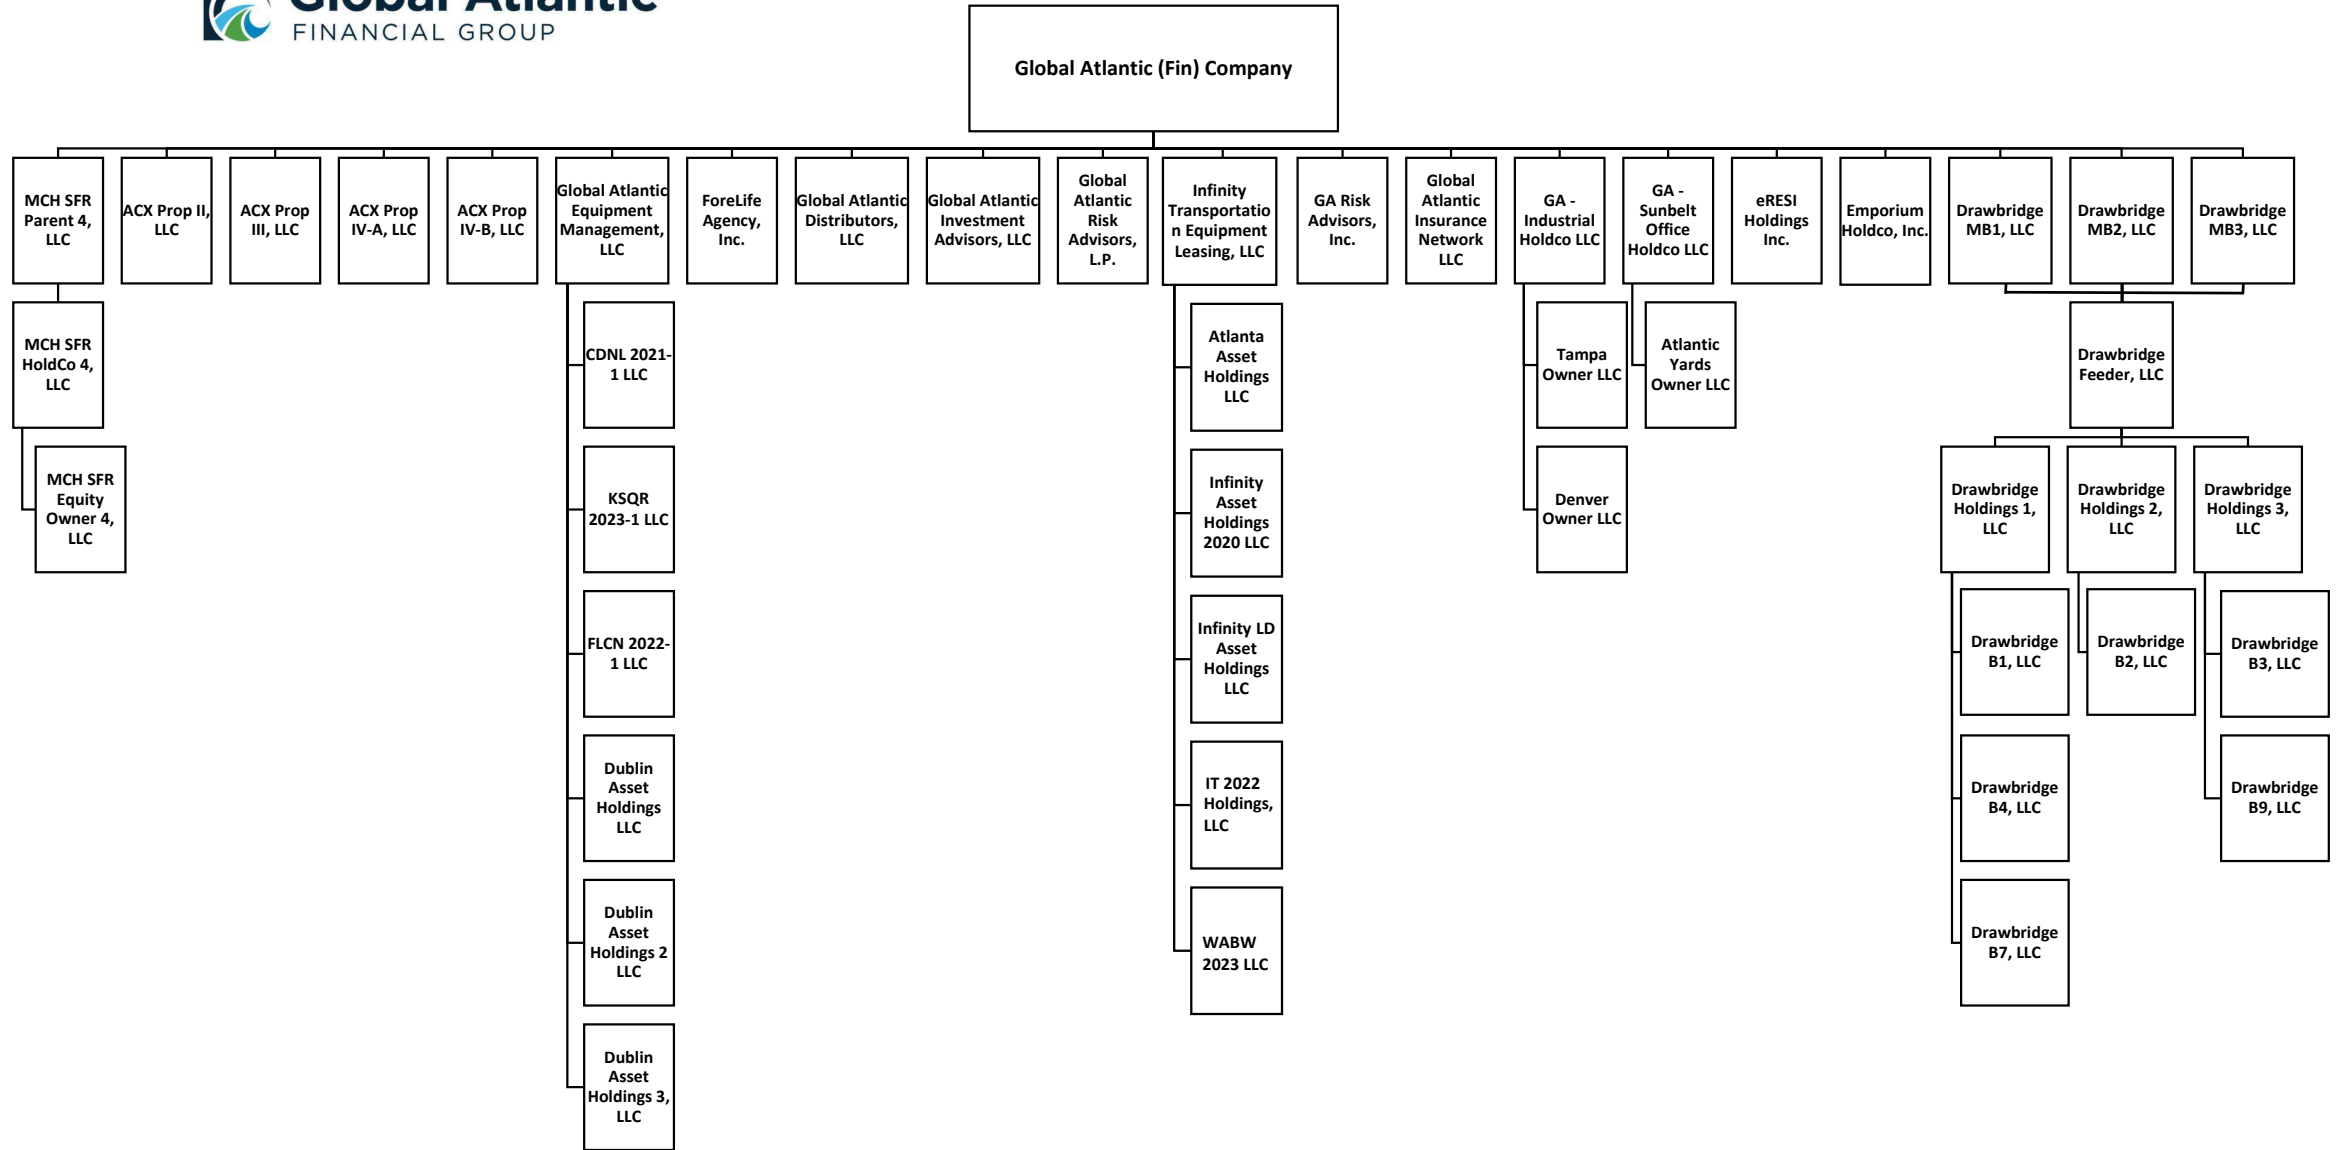 Global Atlantic
FINANCIAL GROUP
Global Atlantic (Fin) Company
MCH SFR
Parent 4,
LLC
ACX Prop II,
LLC
ACX Prop
III, LLC
ACX Prop
IV-A, LLC
ACX Prop
IV-B, LLC
Global Atlantic
Equipment
Management,
LLC
ForeLife
Agency,
Inc.
Global Atlantic
Distributors,
LLC
Global Atlantic
Investment
Advisors, LLC
Global
Atlantic
Risk
Advisors,
L.P.
Infinity
Transportatio
n Equipment
Leasing, LLC
GA Risk
Advisors,
Inc.
Global
Atlantic
Insurance
Network
LLC
GA -
Industrial
Holdco LLC
GA -
Sunbelt
Office
Holdco LLC
eRESI
Holdings
Inc.
Emporium
Holdco, Inc.
Drawbridge
MB1, LLC
Drawbridge
MB2, LLC
Drawbridge
MB3, LLC
MCH SFR
HoldCo 4,
LLC
CDNL 2021-
1 LLC
Atlanta
Asset
Holdings
LLC
Tampa
Owner LLC
Atlantic
Yards
Owner LLC
Drawbridge
Feeder, LLC
MCH SFR
Equity
Owner 4,
LLC
KSQR
2023-1 LLC
Infinity
Asset
Holdings
2020 LLC
Denver
Owner LLC
Drawbridge
Holdings 1,
LLC
Drawbridge
Holdings 2,
LLC
Drawbridge
Holdings 3,
LLC
FLCN 2022-
1 LLC
Infinity LD
Asset
Holdings
LLC
Drawbridge
B1, LLC
Drawbridge
B2, LLC
Drawbridge
B3, LLC
Dublin
Asset
Holdings
LLC
IT 2022
Holdings,
LLC
Drawbridge
B4, LLC
Drawbridge
B9, LLC
Dublin
Asset
Holdings 2
LLC
WABW
2023 LLC
Drawbridge
B7, LLC
Dublin
Asset
Holdings 3,
LLC